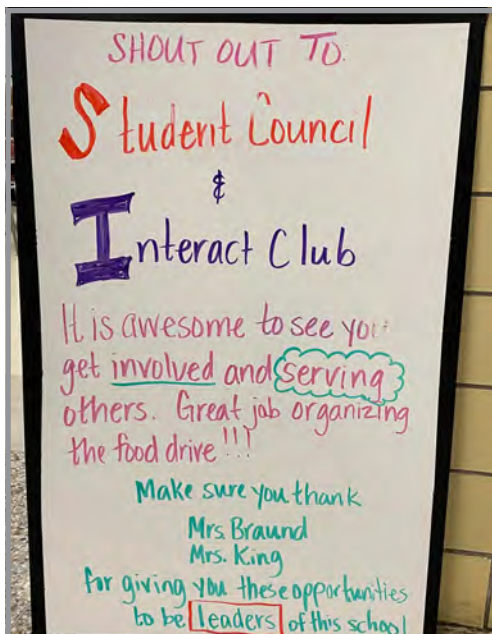 SHOUT OUT TO:
Student Council
&
Interact Club
It is awesome to see you
get involved and serving
others. Great job organizing
the food drive!!!
Make sure you thank
Mrs. Braund
Mrs. King
for giving you these opportunities
to be leaders of this school